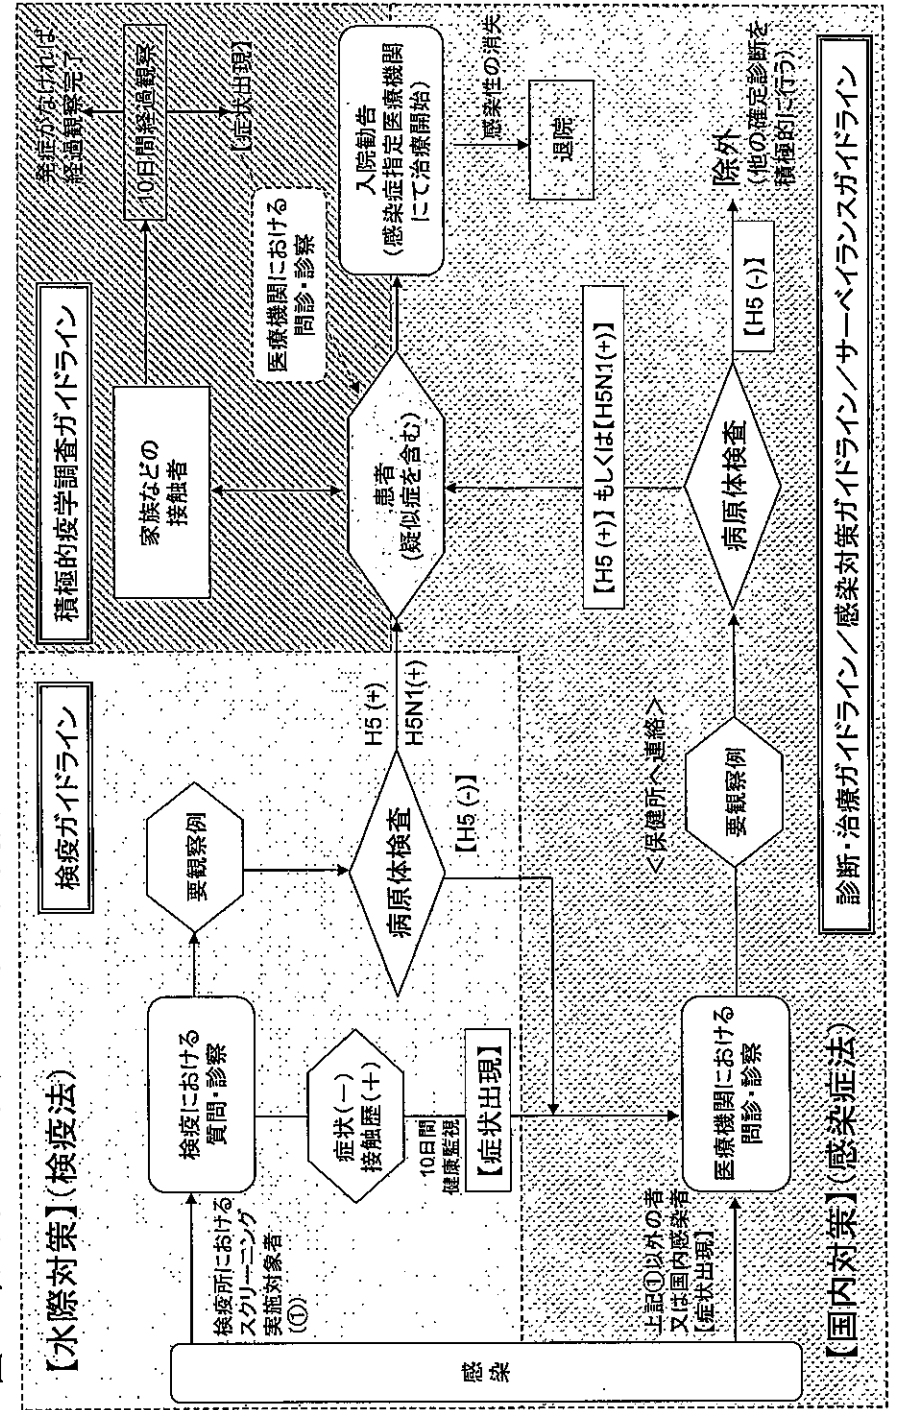 【水際対策】(検疫法)
検疫ガイドライン
積極的疫学調査ガイドライン
感染
検疫所における
スクリーニング
実施対象者
(①)
検疫における
質問・診察
要観察例
症状(－)
接触歴(＋)
10日間
健康監視
【症状出現】
病原体検査
H5(+)
H5N1(+)
【H5(-)】
家族などの
接触者
10日間経過観察
発症がなければ
経過観察完了
【症状出現】
医療機関における
問診・診察
患者
(疑似症を含む)
入院勧告
(感染症指定医療機関
にて治療開始)
感染性の消失
退院
上記①以外の者
又は国内感染者
【症状出現】
医療機関における
問診・診察
<保健所へ連絡>
要観察例
病原体検査
【H5(+)】もしくは【H5N1(+)】
【H5(-)】
除外
(他の確定診断を
積極的に行う)
【国内対策】(感染症法)
診断・治療ガイドライン／感染対策ガイドライン／サーベイランスガイドライン